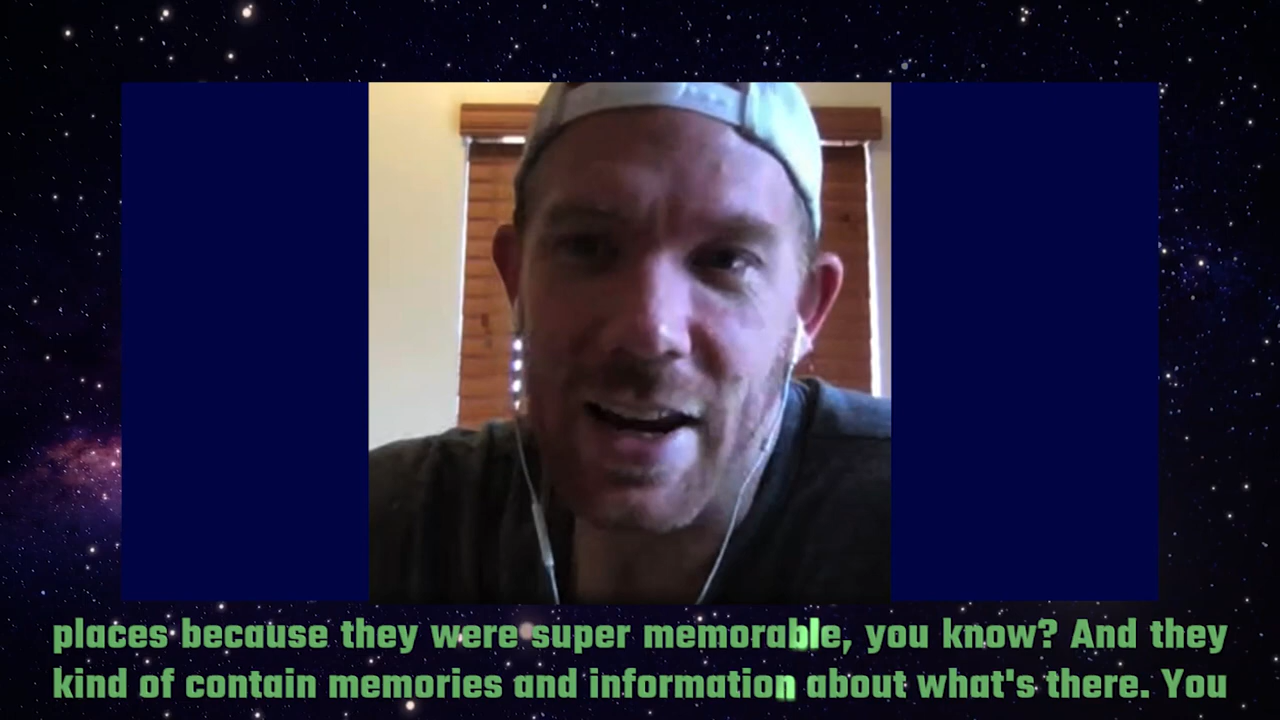 places because they were super memorable, you know? And they
kind of contain memories and information about what's there. You